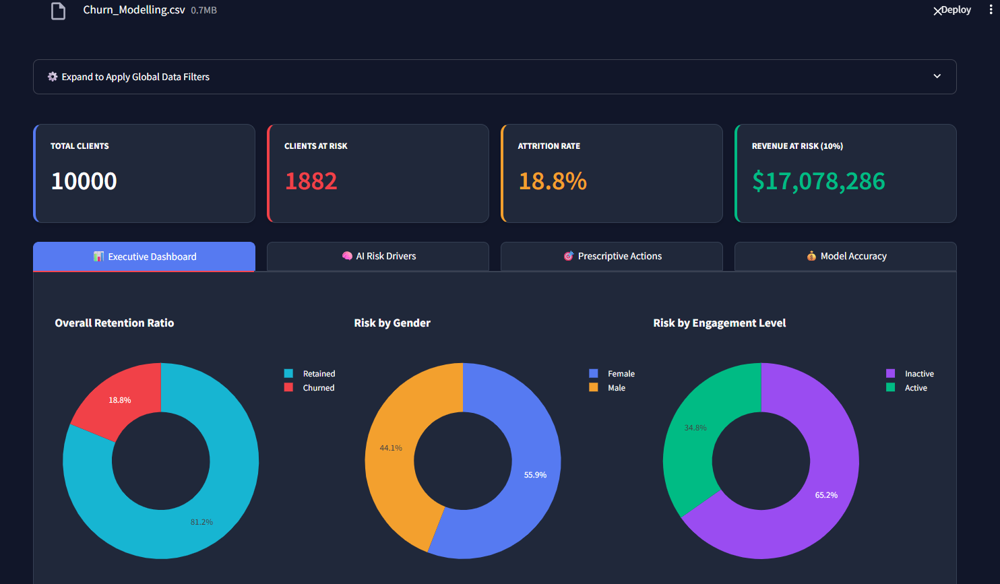 Churn_Modelling.csv 0.7MB
Deploy
Expand to Apply Global Data Filters
TOTAL CLIENTS
10000
CLIENTS AT RISK
1882
ATTRITION RATE
18.8%
REVENUE AT RISK (10%)
$17,078,286
Executive Dashboard
AI Risk Drivers
Prescriptive Actions
Model Accuracy
Overall Retention Ratio
Retained
Churned
18.8%
81.2%
Risk by Gender
Female
Male
44.1%
55.9%
Risk by Engagement Level
Inactive
Active
34.8%
65.2%